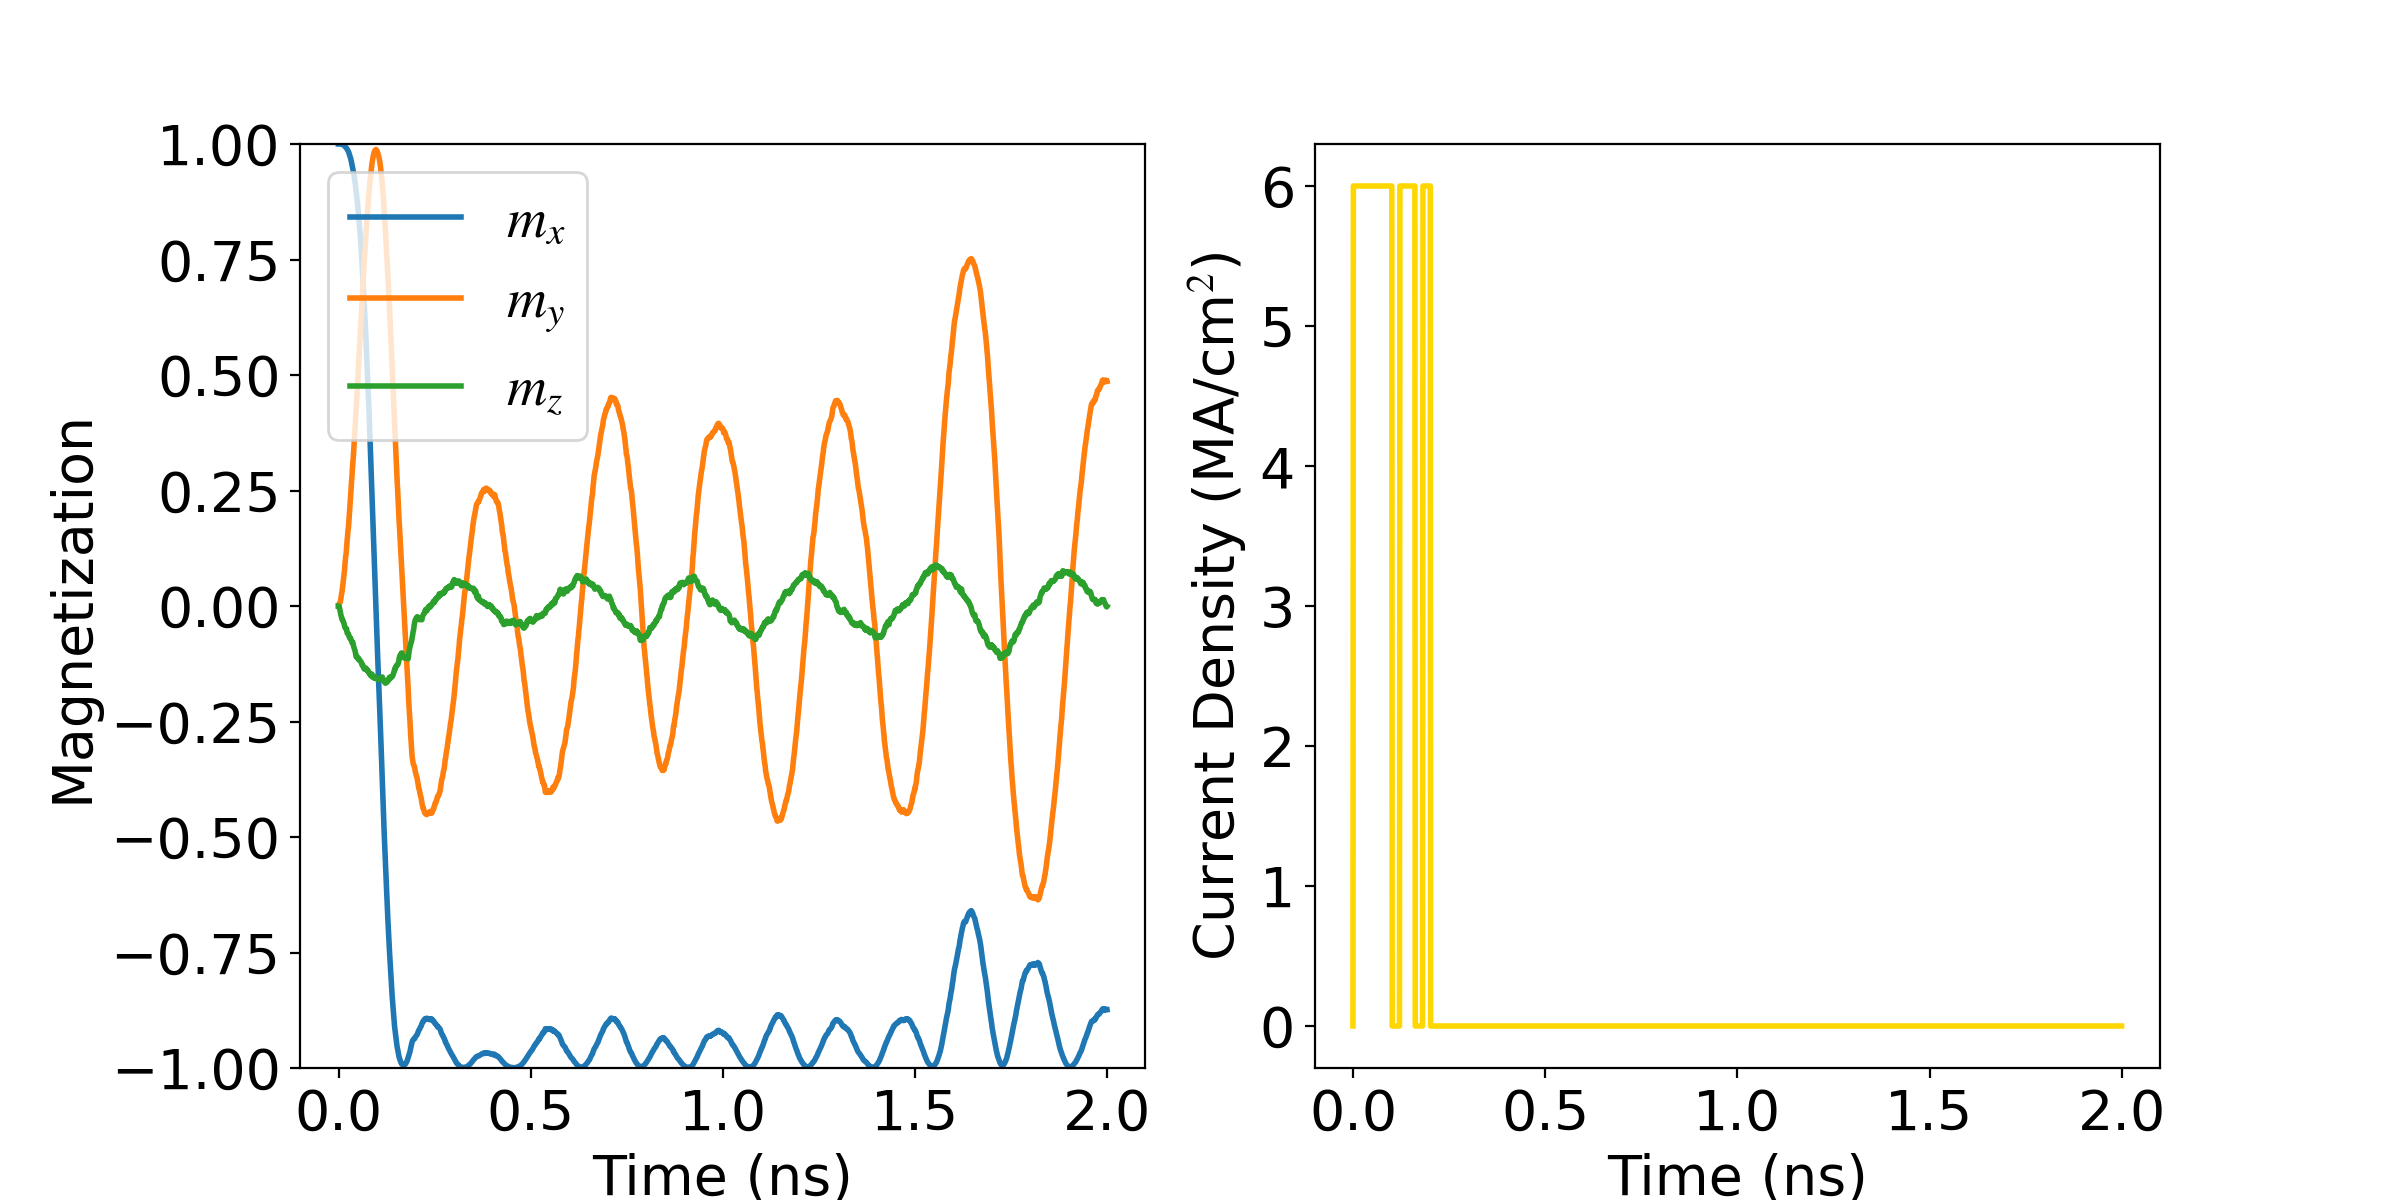 Magnetization
1.00
0.75
0.50
0.25
0.00
−0.25
−0.50
−0.75
−1.00
m_x
m_y
m_z
0.0 0.5 1.0 1.5 2.0
Time (ns)
Current Density (MA/cm²)
6
5
4
3
2
1
0
0.0 0.5 1.0 1.5 2.0
Time (ns)